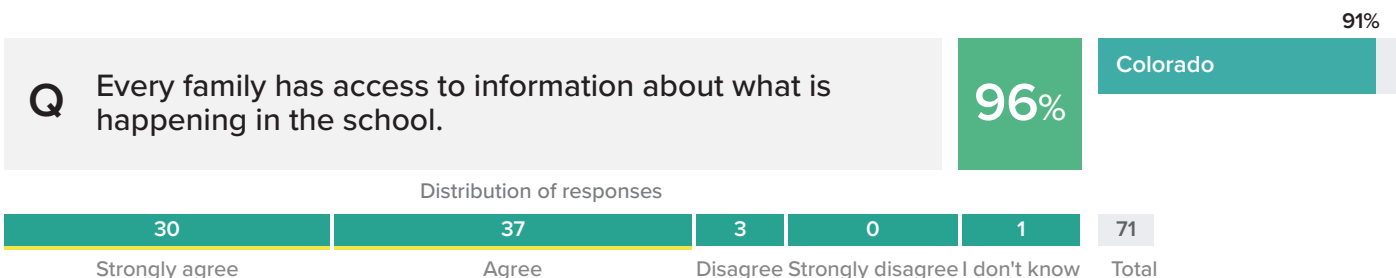 91%
Q Every family has access to information about what is
happening in the school.
96%
Colorado
Distribution of responses
30 37 3 0 1 71
Strongly agree Agree Disagree Strongly disagree I don't know Total